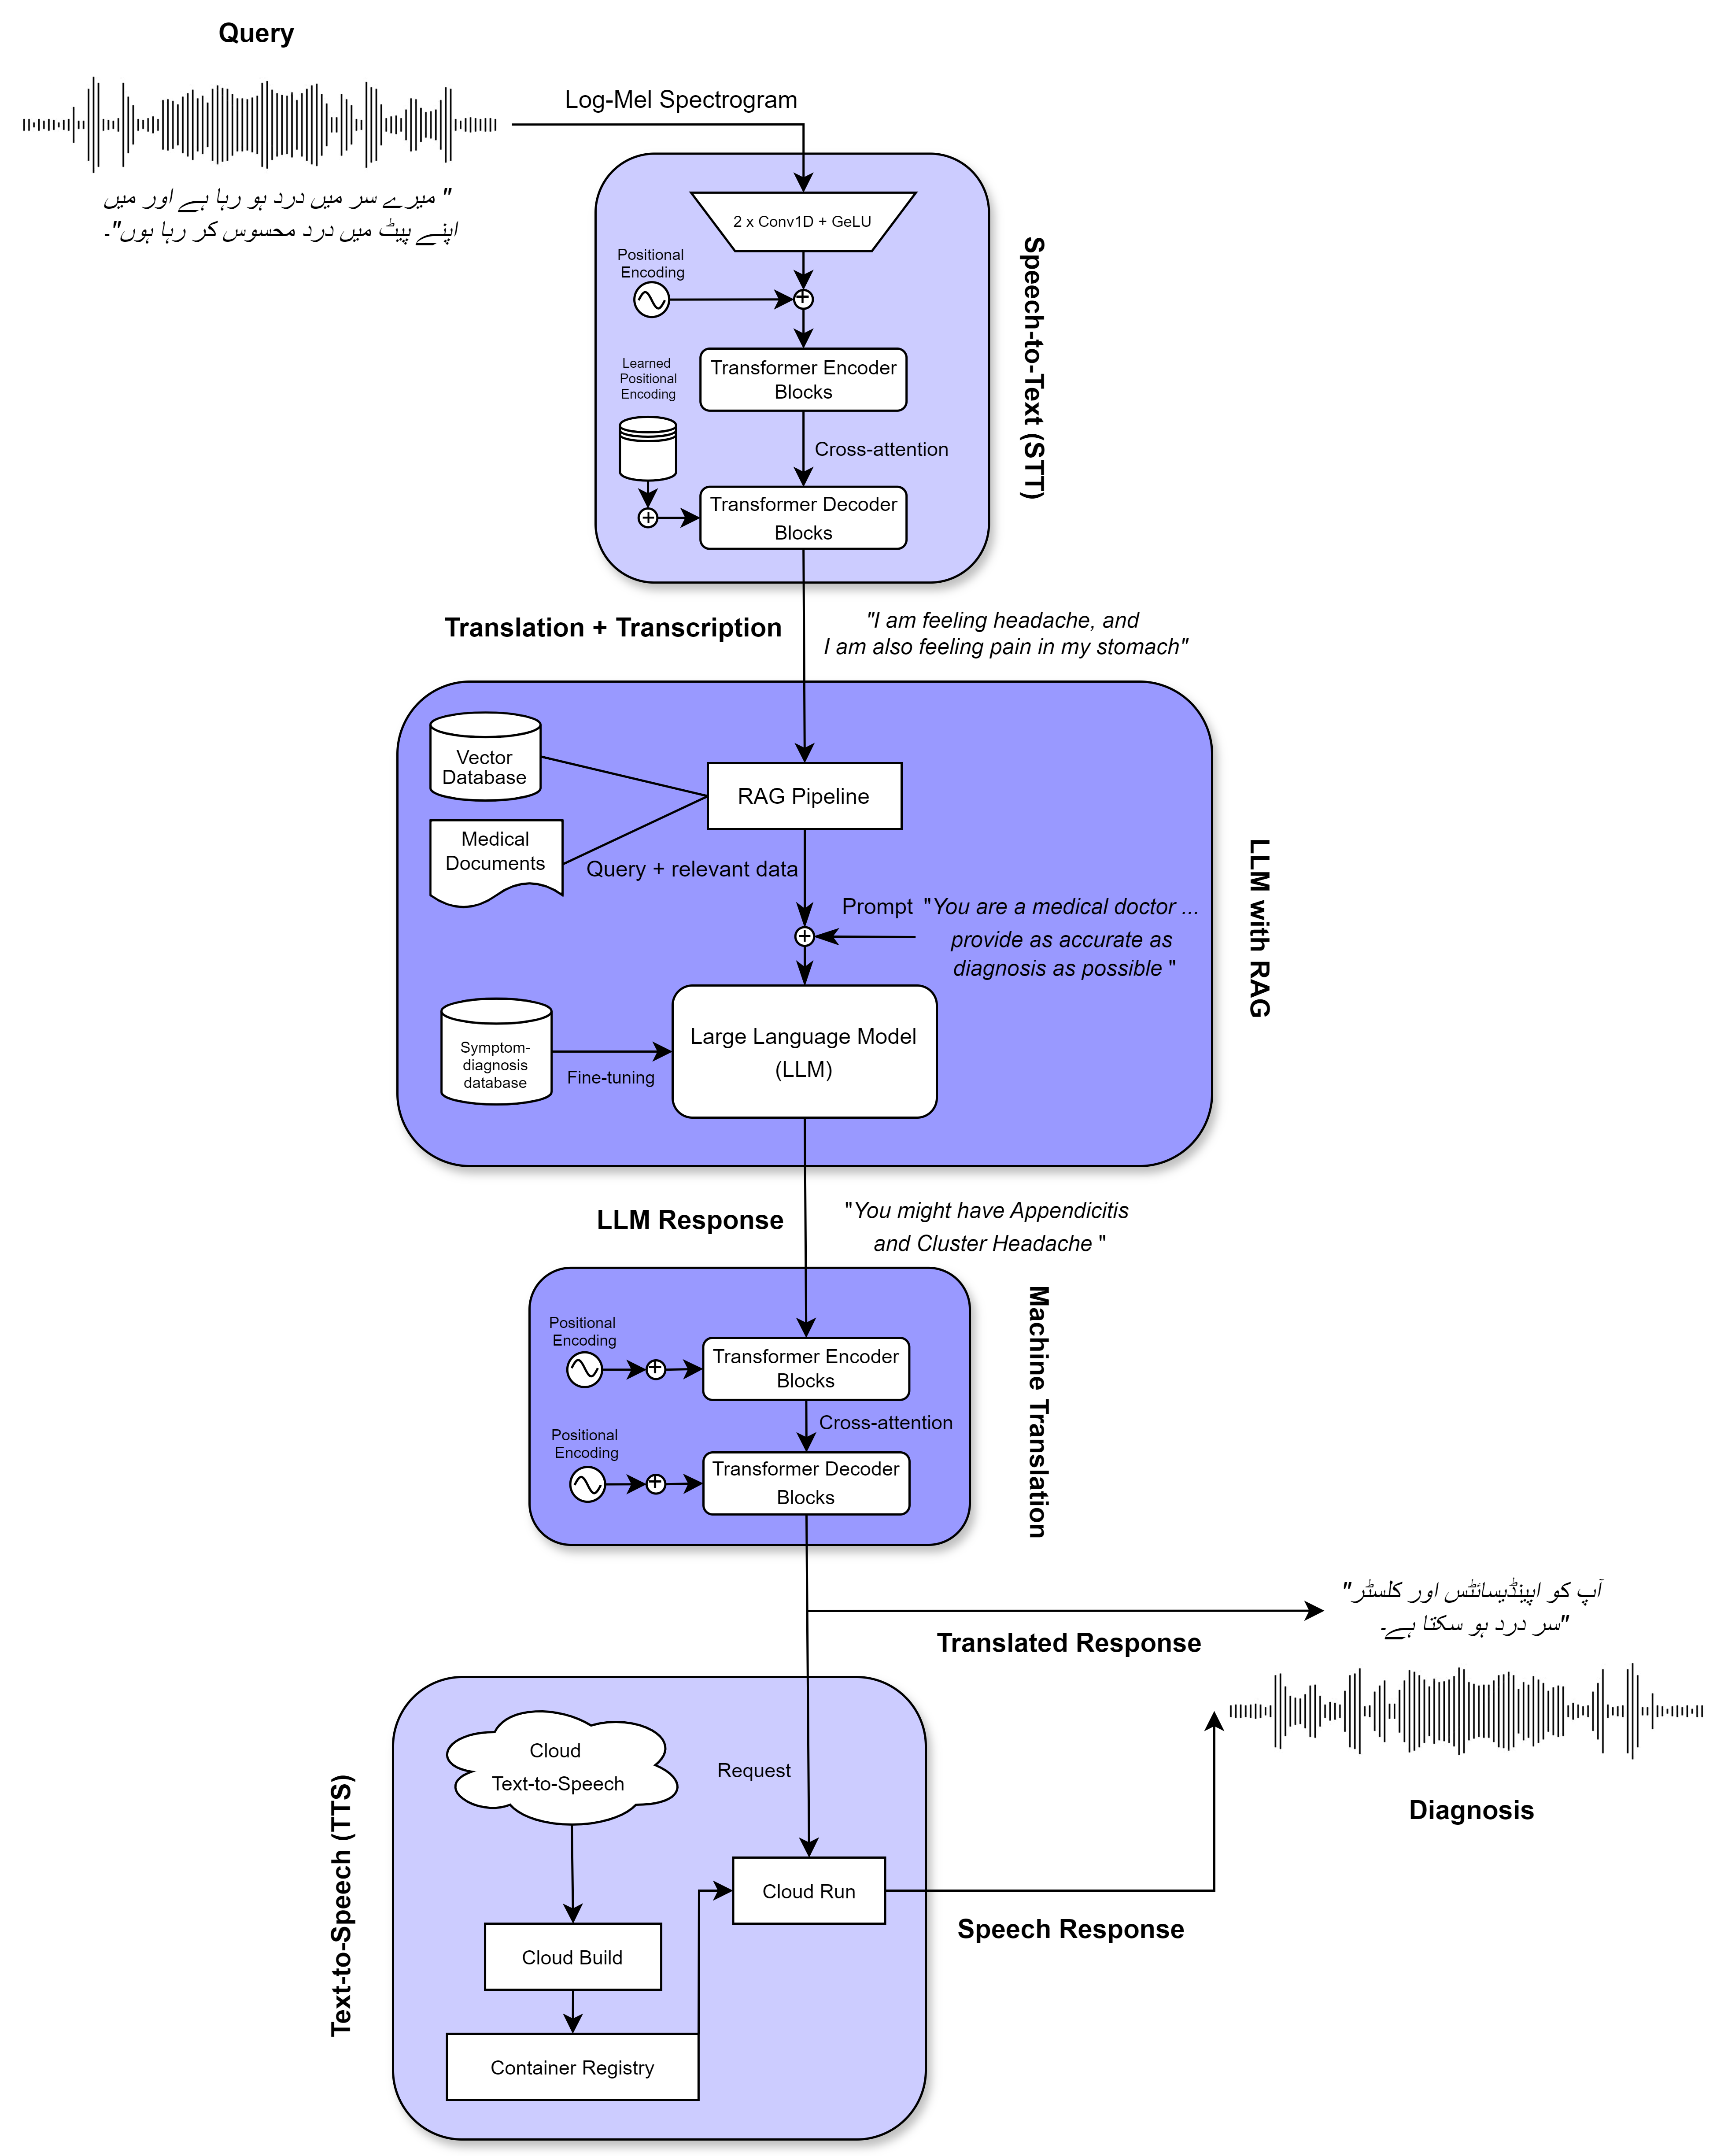 Query
Log-Mel Spectrogram
" میرے سر میں درد ہو رہا ہے اور میں
اپنے پیٹ میں درد محسوس کر رہا ہوں"۔
2 x Conv1D + GeLU
Positional
Encoding
Transformer Encoder
Blocks
Learned
Positional
Encoding
Cross-attention
Transformer Decoder
Blocks
Speech-to-Text (STT)
Translation + Transcription
"I am feeling headache, and
I am also feeling pain in my stomach"
Vector
Database
RAG Pipeline
Medical
Documents
Query + relevant data
Prompt "You are a medical doctor ...
provide as accurate as
diagnosis as possible "
Symptom-
diagnosis
database
Fine-tuning
Large Language Model
(LLM)
LLM with RAG
LLM Response
"You might have Appendicitis
and Cluster Headache "
Positional
Encoding
Transformer Encoder
Blocks
Cross-attention
Positional
Encoding
Transformer Decoder
Blocks
Machine Translation
Translated Response
"آپ کو اپینڈیسائٹس اور کلسٹر
سر درد ہو سکتا ہے۔"
Diagnosis
Text-to-Speech (TTS)
Cloud
Text-to-Speech
Request
Cloud Run
Cloud Build
Container Registry
Speech Response